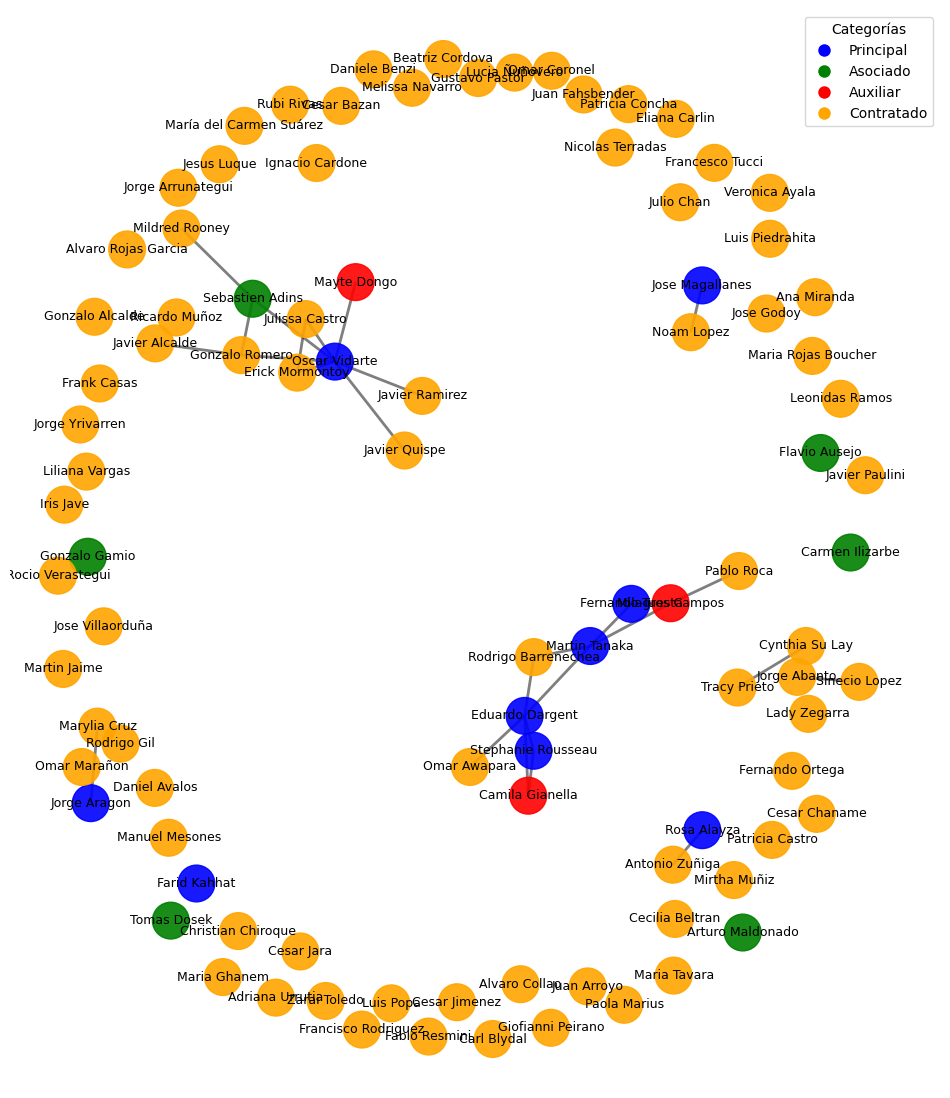 Categorías
Principal
Asociado
Auxiliar
Contratado
Beatriz Cordova
Daniele Benzi
Lucia Nuñovero
Omar Coronel
Gustavo Pastor
Melissa Navarro
Juan Fahsbender
Patricia Concha
Rubi Rivas
Cesar Bazan
Eliana Carlin
María del Carmen Suárez
Nicolas Terradas
Jesus Luque
Ignacio Cardone
Francesco Tucci
Jorge Arrunategui
Veronica Ayala
Julio Chan
Mildred Rooney
Luis Piedrahita
Alvaro Rojas Garcia
Mayte Dongo
Jose Magallanes
Sebastien Adins
Ana Miranda
Gonzalo Alcalde
Ricardo Muñoz
Julissa Castro
Jose Godoy
Noam Lopez
Javier Alcalde
Gonzalo Romero
Oscar Vidarte
Maria Rojas Boucher
Erick Mormontoy
Frank Casas
Javier Ramirez
Leonidas Ramos
Jorge Yrivarren
Javier Quispe
Flavio Ausejo
Liliana Vargas
Javier Paulini
Iris Jave
Gonzalo Gamio
Carmen Ilizarbe
Rocio Verastegui
Pablo Roca
Fernando Tuesta
Milagros Campos
Jose Villaorduña
Martin Tanaka
Cynthia Su Lay
Rodrigo Barrenechea
Martin Jaime
Jorge Abanto
Sinecio Lopez
Tracy Prieto
Eduardo Dargent
Lady Zegarra
Marylia Cruz
Rodrigo Gil
Stephanie Rousseau
Omar Marañon
Omar Awapara
Fernando Ortega
Daniel Avalos
Camila Gianella
Jorge Aragon
Cesar Chaname
Rosa Alayza
Manuel Mesones
Patricia Castro
Antonio Zuñiga
Mirtha Muñiz
Farid Kahhat
Tomas Dosek
Cecilia Beltran
Christian Chiroque
Arturo Maldonado
Cesar Jara
Maria Ghanem
Maria Tavara
Alvaro Collao
Juan Arroyo
Adriana Urrutia
Zaraí Toledo
Luis Popa
Cesar Jimenez
Paola Marius
Francisco Rodriguez
Giofianni Peirano
Fabio Resmini
Carl Blydal